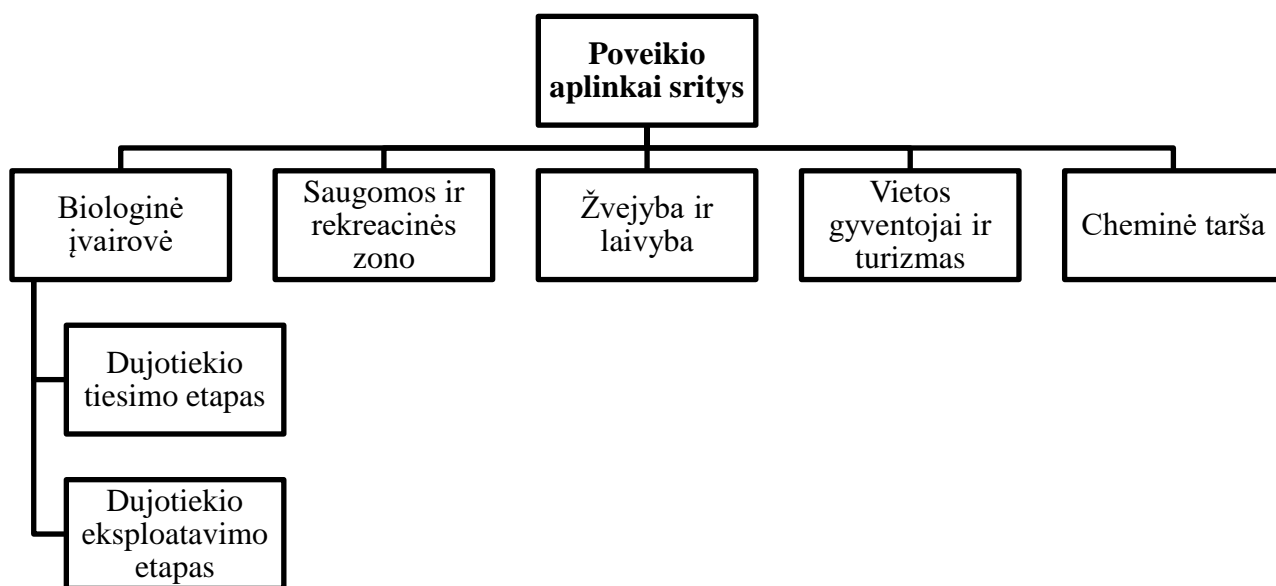 Poveikio
aplinkai sritys
Biologinė
įvairovė
Saugomos ir
rekreacinės
zono
Žvejyba ir
laivyba
Vietos
gyventojai ir
turizmas
Cheminė tarša
Dujotiekio
tiesimo etapas
Dujotiekio
eksploatavimo
etapas